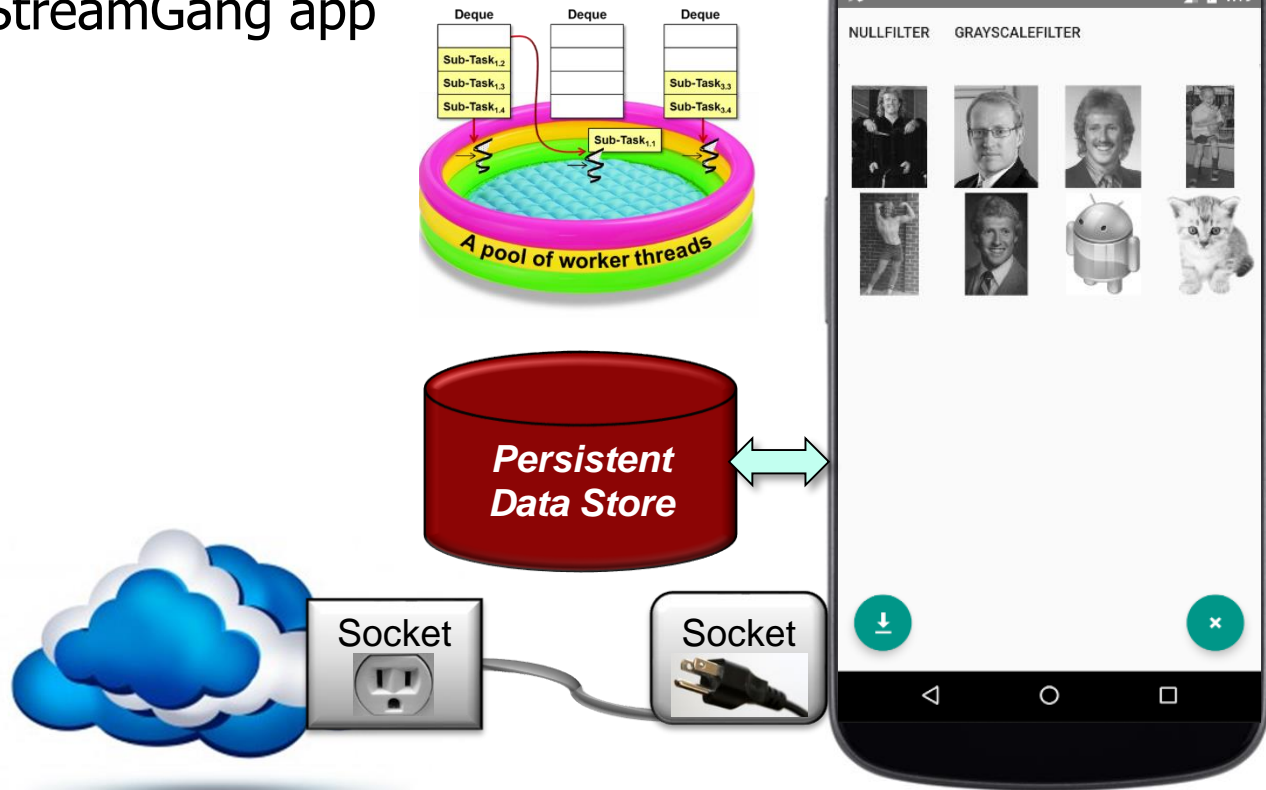 StreamGang app
Deque
Deque
Deque
NULLFILTER GRAYSCALEFILTER
Sub-Task1.2
Sub-Task1.3
Sub-Task1.4
Sub-Task3.3
Sub-Task3.4
Sub-Task1.1
A pool of worker threads
Persistent
Data Store
Socket
Socket